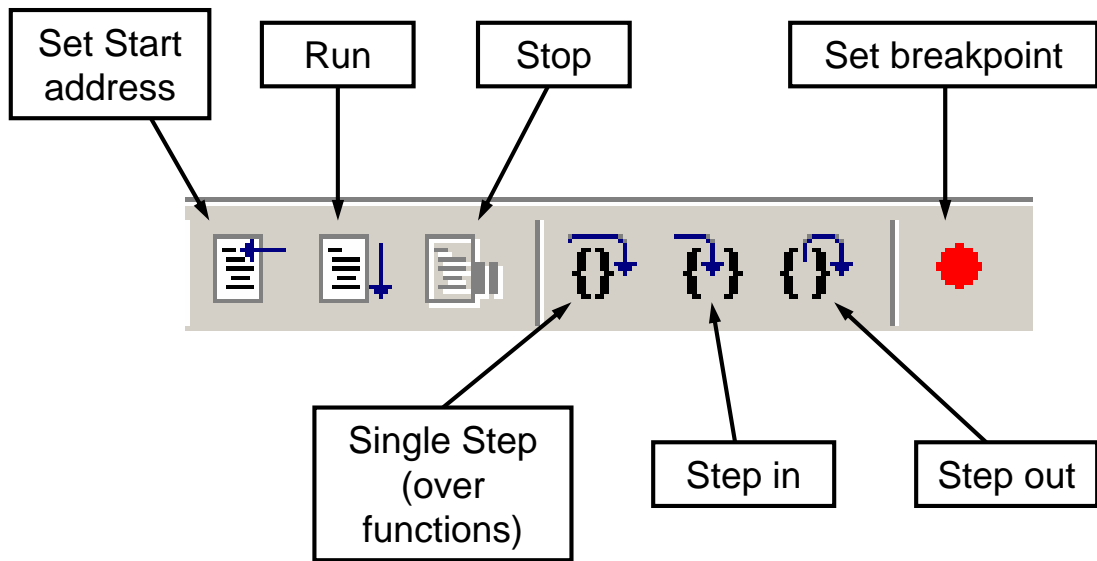 Set Start
address
Run
Stop
Set breakpoint
Single Step
(over
functions)
Step in
Step out